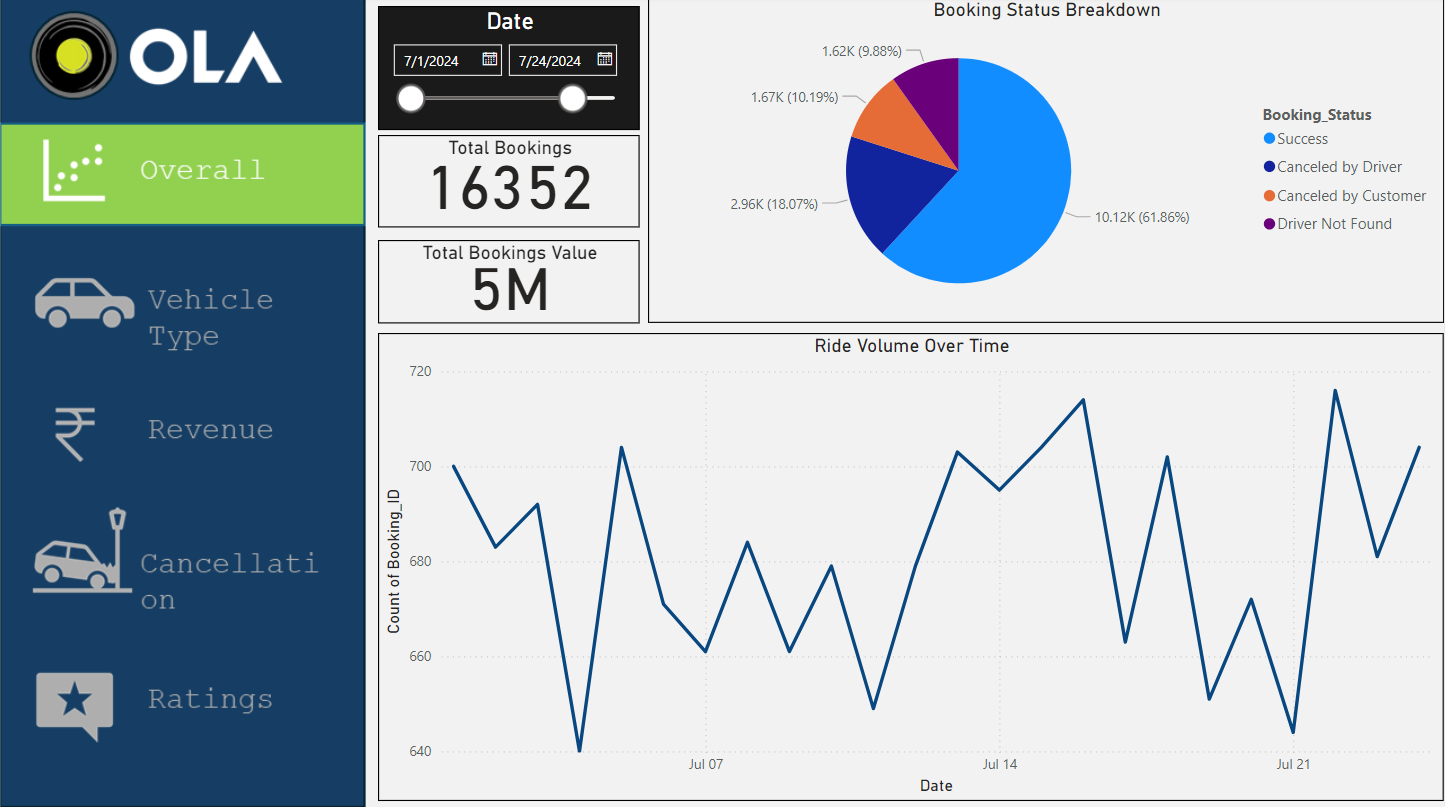 OLA
Overall
Vehicle
Type
Revenue
Cancellati
on
Ratings
Date
7/1/2024
7/24/2024
Total Bookings
16352
Total Bookings Value
5M
Booking Status Breakdown
1.62K (9.88%)
1.67K (10.19%)
2.96K (18.07%)
10.12K (61.86%)
Booking_Status
Success
Canceled by Driver
Canceled by Customer
Driver Not Found
Ride Volume Over Time
Count of Booking_ID
720
700
680
660
640
Jul 07
Jul 14
Jul 21
Date